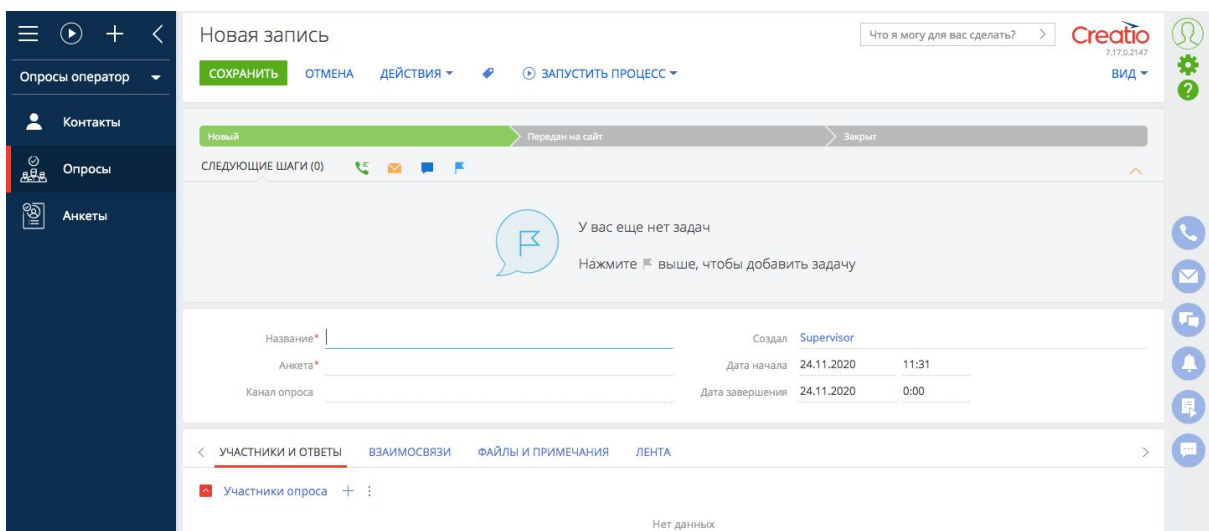 Новая запись
Что я могу для вас сделать?
Creatio
7.17.0.2147
СОХРАНИТЬ ОТМЕНА ДЕЙСТВИЯ ЗАПУСТИТЬ ПРОЦЕСС ВИД
Опросы оператор
Контакты
Опросы
Анкеты
Новый Передан на сайт Закрыт
СЛЕДУЮЩИЕ ШАГИ (0)
У вас еще нет задач
Нажмите выше, чтобы добавить задачу
Название* Создал Supervisor
Анкета* Дата начала 24.11.2020 11:31
Канал опроса Дата завершения 24.11.2020 0:00
УЧАСТНИКИ И ОТВЕТЫ ВЗАИМОСВЯЗИ ФАЙЛЫ И ПРИМЕЧАНИЯ ЛЕНТА
Участники опроса
Нет данных